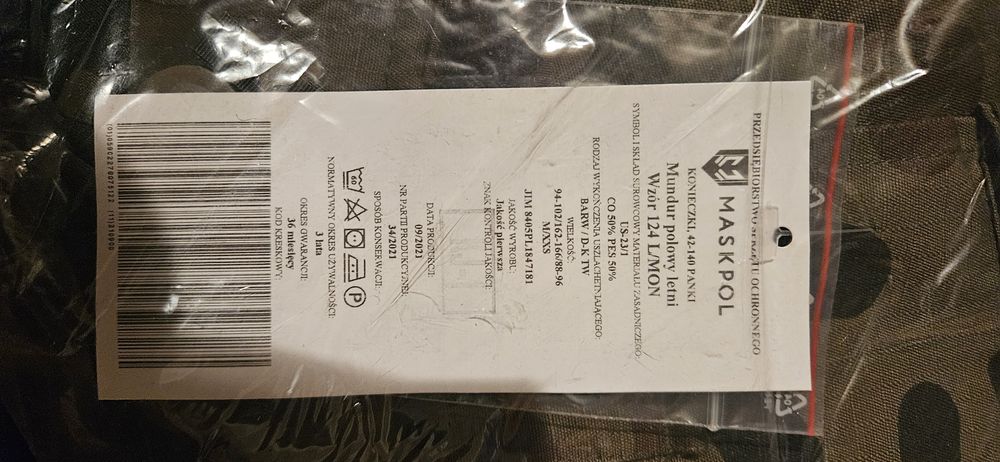 PRZEDSIĘBIORSTWO SPRZĘTU OCHRONNEGO
MASKPOL
KONIECZKI, 42-140 PANKI
Mundur polowy letni
Wzór 124 L/MON
SYMBOL I SKŁAD SUROWCOWY MATERIAŁU ZASADNICZEGO:
US-23/1
CO 50% PES 50%
RODZAJ WYKOŃCZENIA USZLACHETNIAJĄCEGO:
BARW / D-K TW
WIELKOŚĆ:
94-102/162-166/88-96
M/XXS
JIM 8405PL1847181
JAKOŚĆ WYROBU:
Jakość pierwsza
ZNAK KONTROLI JAKOŚCI:
DATA PRODUKCJI:
09/2021
NR PARTII PRODUKCYJNEJ:
34/2021
SPOSÓB KONSERWACJI:
60
P
NORMATYWNY OKRES UŻYWALNOŚCI:
3 lata
OKRES GWARANCJI:
36 miesięcy
KOD KRESKOWY: